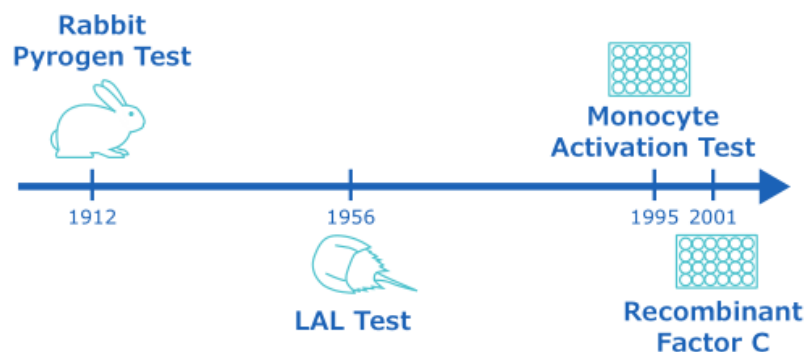 Rabbit
Pyrogen Test
Monocyte
Activation Test
1912
1956
1995
2001
LAL Test
Recombinant
Factor C